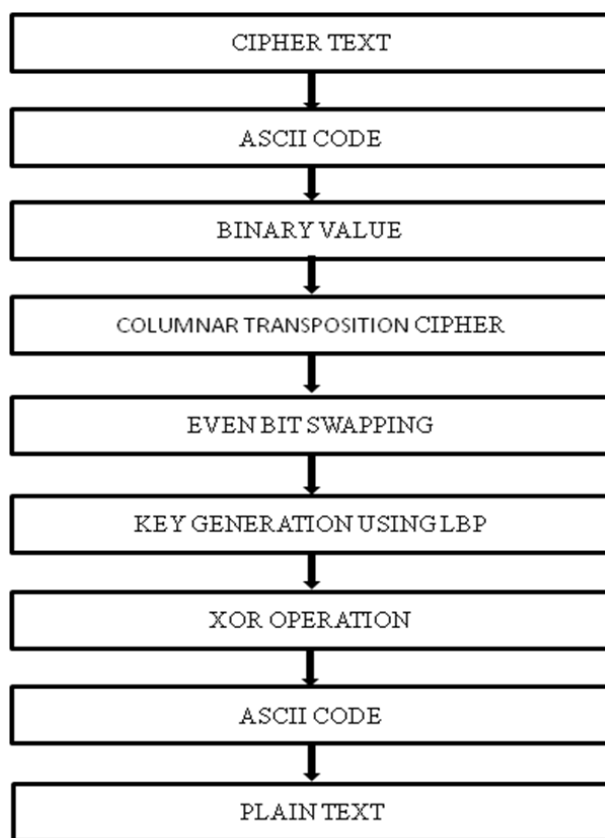 CIPHER TEXT
ASCII CODE
BINARY VALUE
COLUMNAR TRANSPOSITION CIPHER
EVEN BIT SWAPPING
KEY GENERATION USING LBP
XOR OPERATION
ASCII CODE
PLAIN TEXT